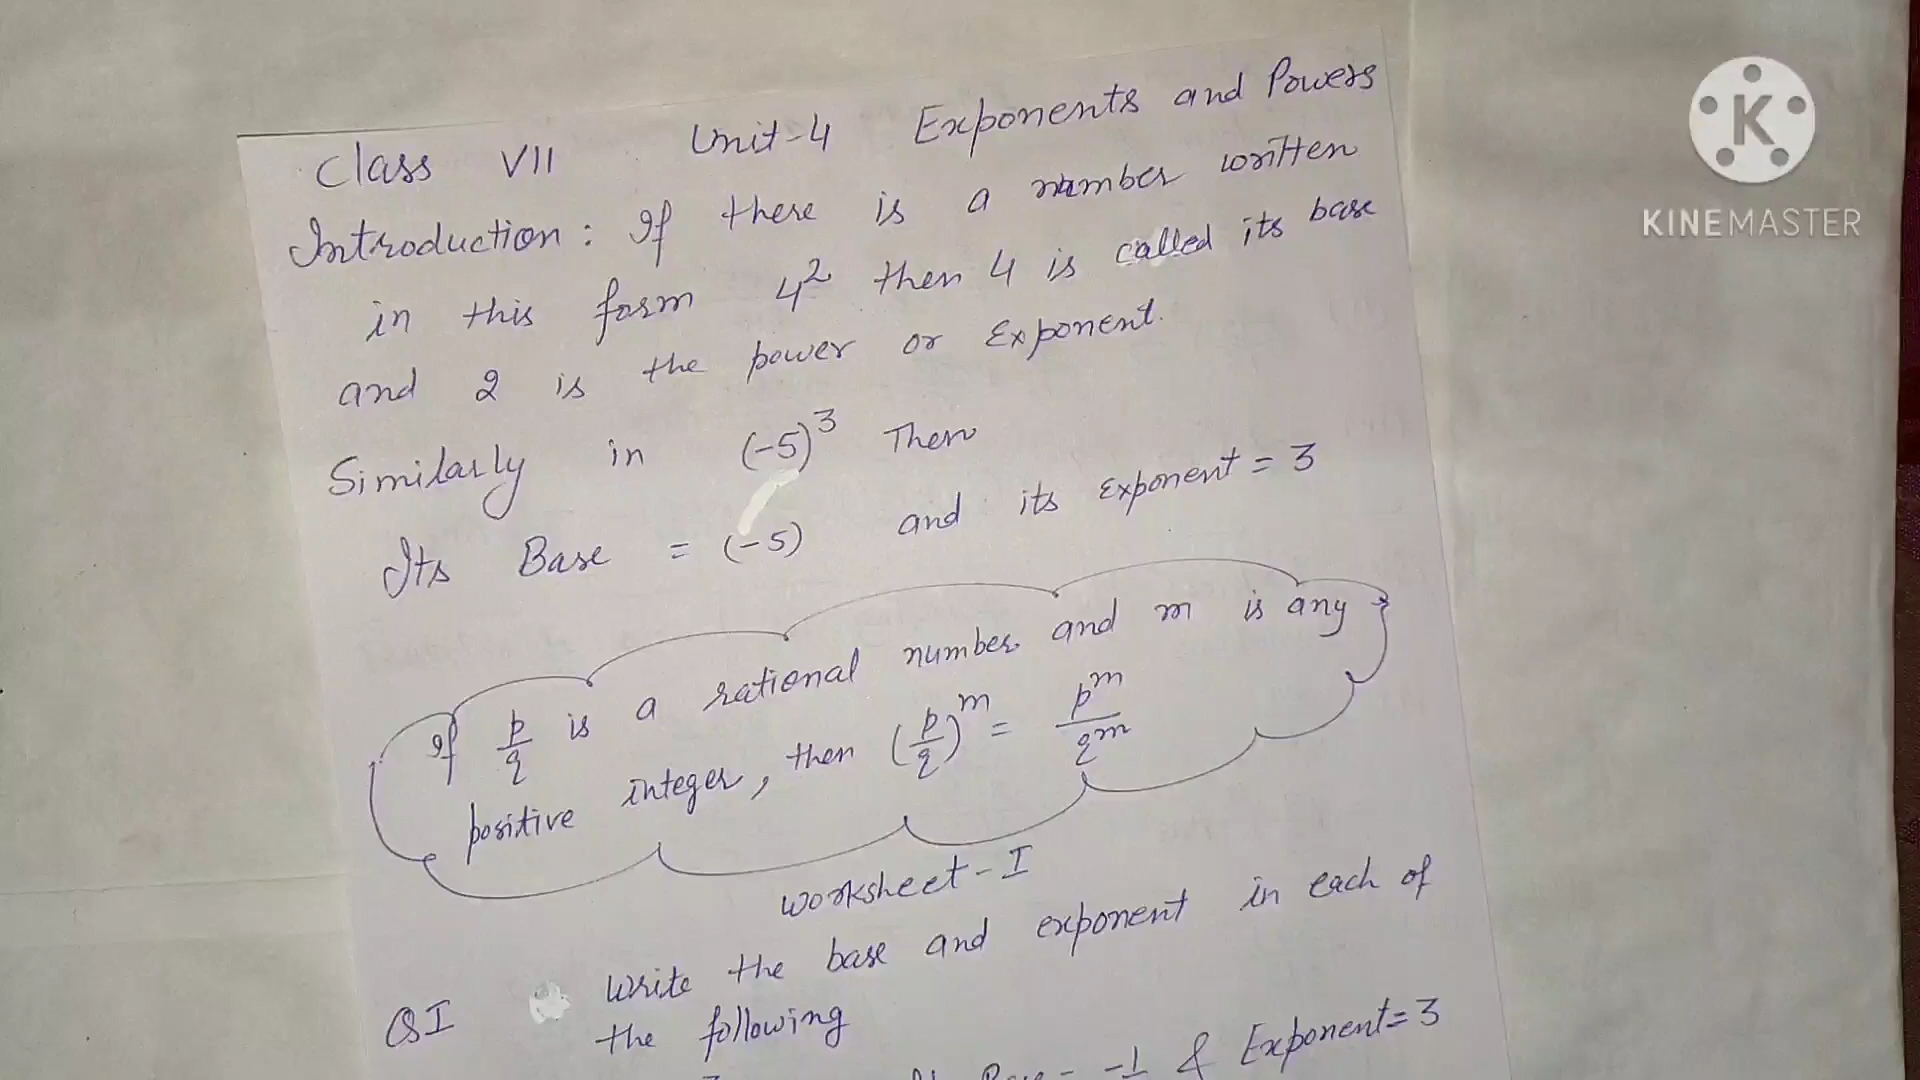 Class VII Unit-4 Exponents and Powers
Introduction: If there is a number written
in this form 4² then 4 is called its base
and 2 is the power or Exponent.
Similarly in (-5)³ Then
Its Base = (-5) and its Exponent = 3
If p/q is a rational number and m is any
positive integer, then (p/q)^m = p^m/q^m
Worksheet-I
QI Write the base and exponent in each of
the following
-1 & Exponent=3
K
KINEMASTER